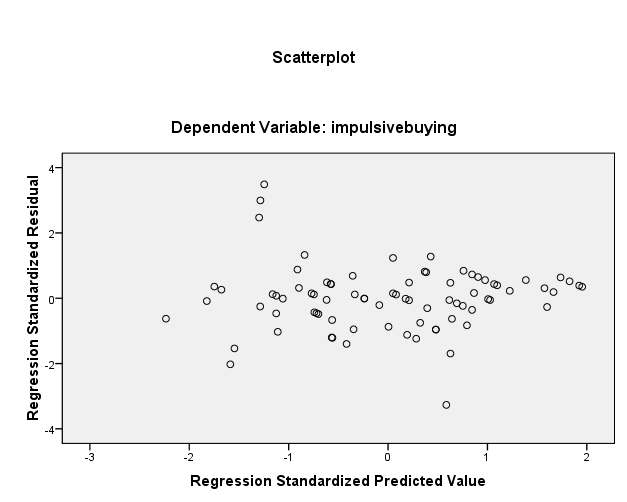 Scatterplot
Dependent Variable: impulsivebuying
Regression Standardized Residual
4
2
0
-2
-4
-3 -2 -1 0 1 2
Regression Standardized Predicted Value